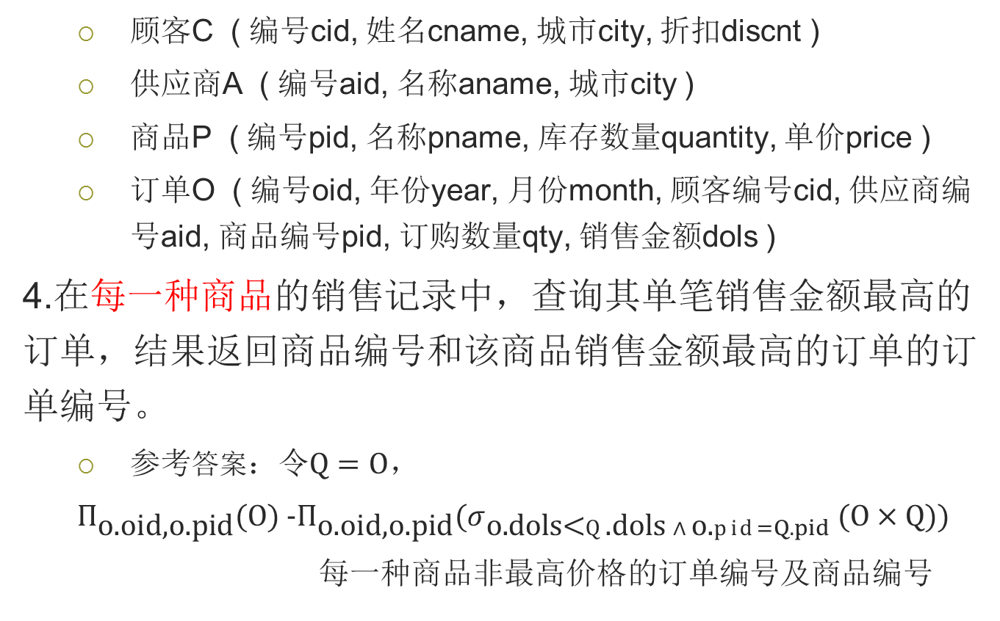 ○ 顾客C ( 编号cid, 姓名cname, 城市city, 折扣discnt )
○ 供应商A ( 编号aid, 名称aname, 城市city )
○ 商品P ( 编号pid, 名称pname, 库存数量quantity, 单价price )
○ 订单O ( 编号oid, 年份year, 月份month, 顾客编号cid, 供应商编
号aid, 商品编号pid, 订购数量qty, 销售金额dols )
4.在每一种商品的销售记录中，查询其单笔销售金额最高的
订单，结果返回商品编号和该商品销售金额最高的订单的订
单编号。
○ 参考答案：令Q = O，
Πo.oid,o.pid(O) -Πo.oid,o.pid(σo.dols<Q.dols ∧ o.pid=Q.pid (O × Q))
每一种商品非最高价格的订单编号及商品编号